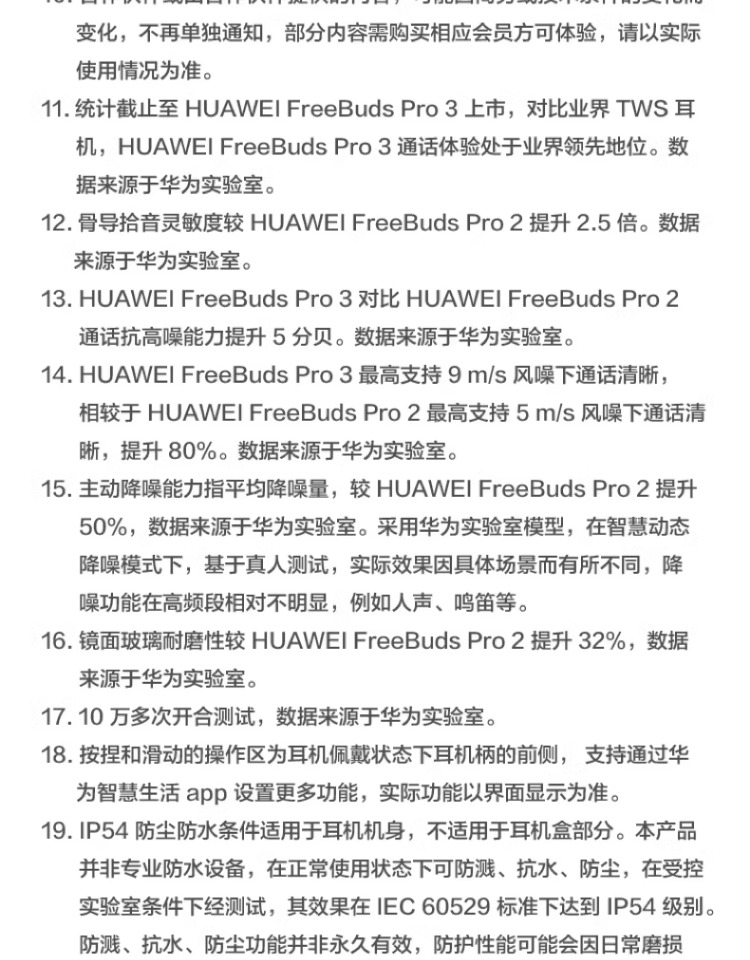 变化，不再单独通知，部分内容需购买相应会员方可体验，请以实际
使用情况为准。
11. 统计截止至 HUAWEI FreeBuds Pro 3 上市，对比业界 TWS 耳
机，HUAWEI FreeBuds Pro 3 通话体验处于业界领先地位。数
据来源于华为实验室。
12. 骨导拾音灵敏度较 HUAWEI FreeBuds Pro 2 提升 2.5 倍。数据
来源于华为实验室。
13. HUAWEI FreeBuds Pro 3 对比 HUAWEI FreeBuds Pro 2
通话抗高噪能力提升 5 分贝。数据来源于华为实验室。
14. HUAWEI FreeBuds Pro 3 最高支持 9 m/s 风噪下通话清晰，
相较于 HUAWEI FreeBuds Pro 2 最高支持 5 m/s 风噪下通话清
晰，提升 80%。数据来源于华为实验室。
15. 主动降噪能力指平均降噪量，较 HUAWEI FreeBuds Pro 2 提升
50%，数据来源于华为实验室。采用华为实验室模型，在智慧动态
降噪模式下，基于真人测试，实际效果因具体场景而有所不同，降
噪功能在高频段相对不明显，例如人声、鸣笛等。
16. 镜面玻璃耐磨性较 HUAWEI FreeBuds Pro 2 提升 32%，数据
来源于华为实验室。
17. 10 万多次开合测试，数据来源于华为实验室。
18. 按捏和滑动的操作区为耳机佩戴状态下耳机柄的前侧， 支持通过华
为智慧生活 app 设置更多功能，实际功能以界面显示为准。
19. IP54 防尘防水条件适用于耳机机身，不适用于耳机盒部分。本产品
并非专业防水设备，在正常使用状态下可防溅、抗水、防尘，在受控
实验室条件下经测试，其效果在 IEC 60529 标准下达到 IP54 级别。
防溅、抗水、防尘功能并非永久有效，防护性能可能会因日常磨损